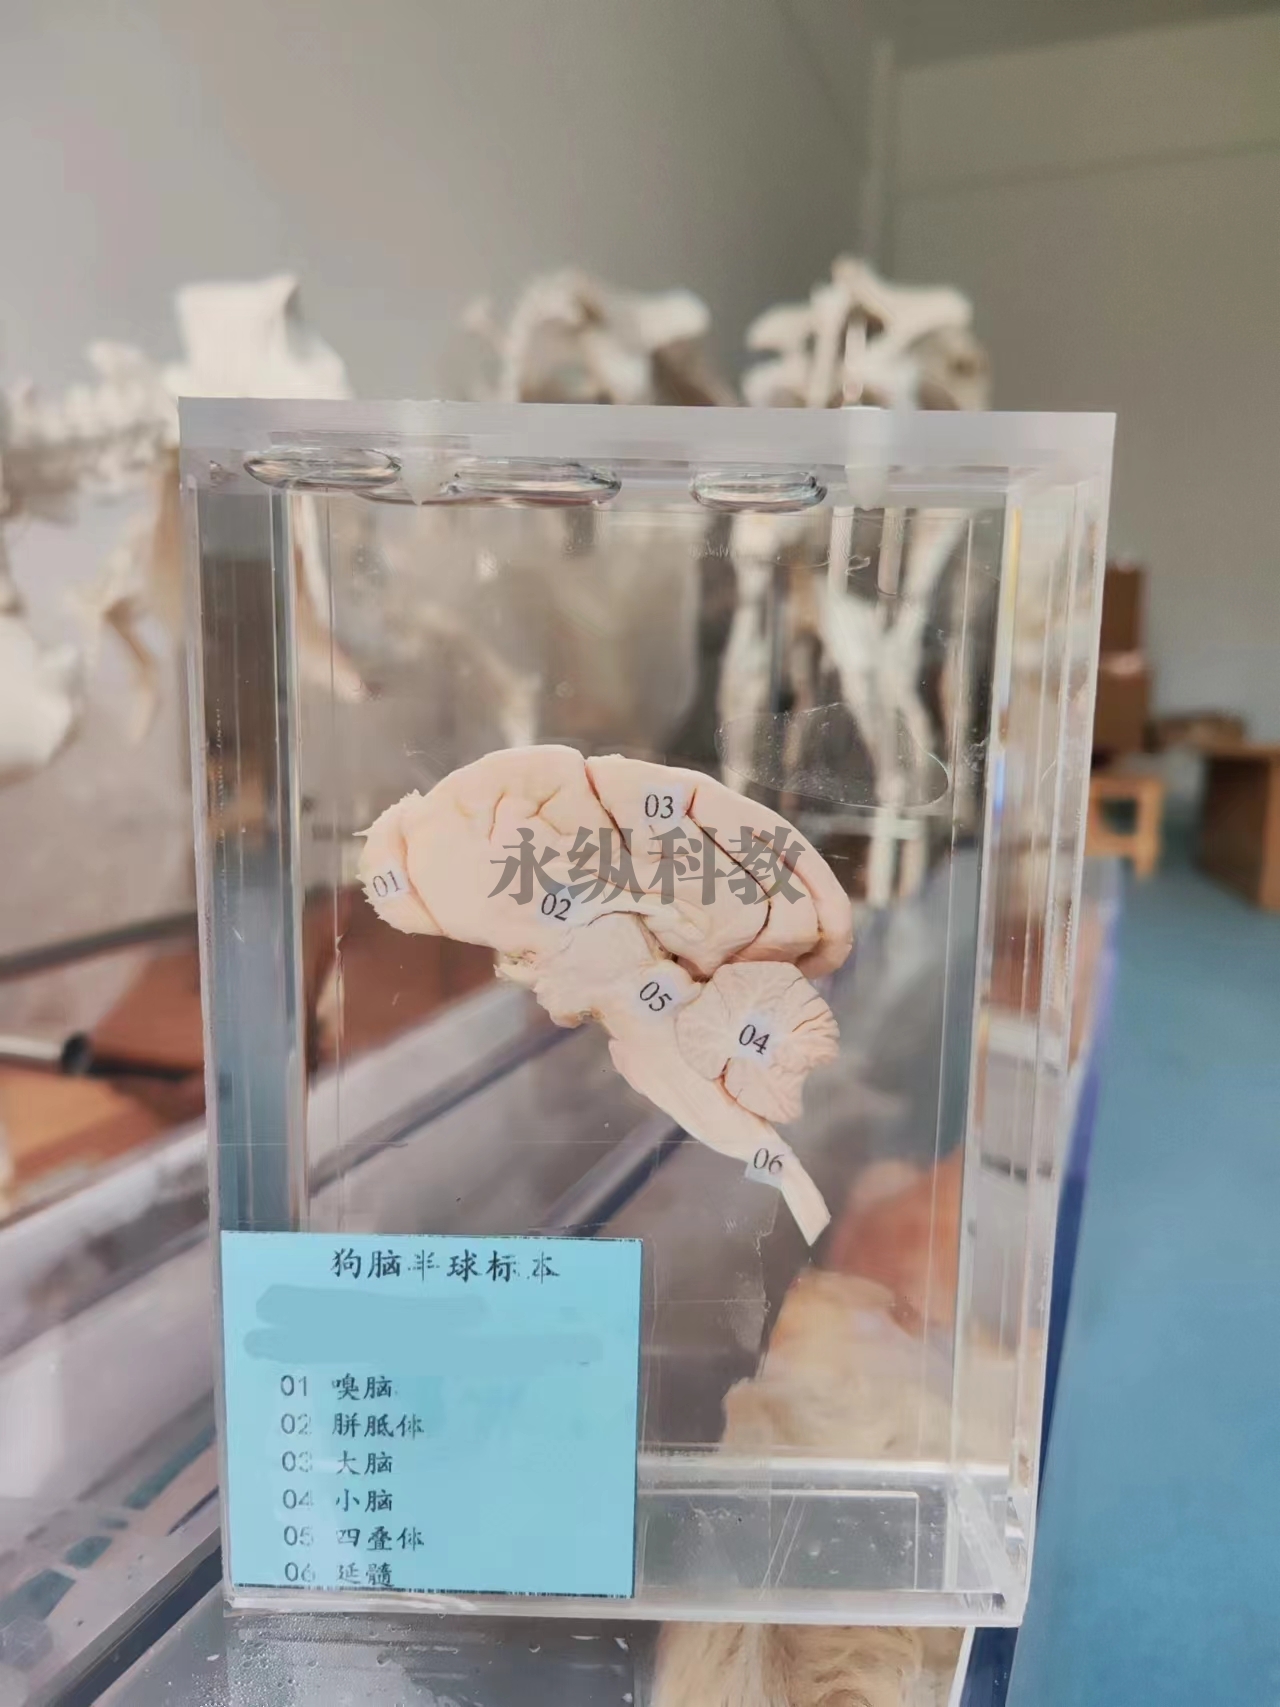 03
永纵科教
01
02
05
04
06
狗脑半球标本
01 嗅脑
02 胼胝体
03 大脑
04 小脑
05 四叠体
06 延髓